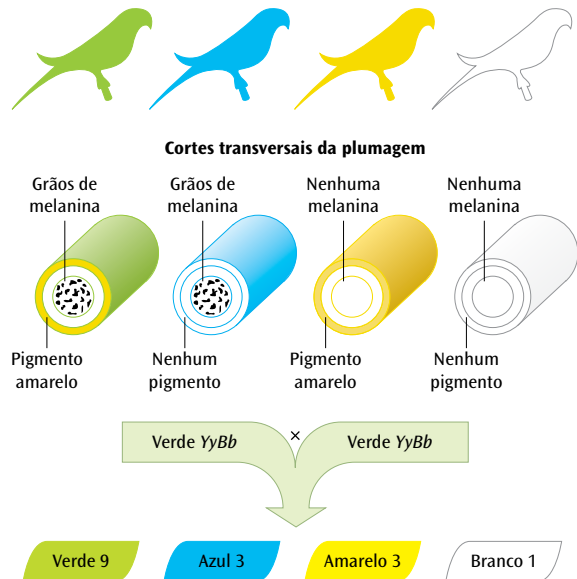 Cortes transversais da plumagem
Grãos de
melanina
Grãos de
melanina
Nenhuma
melanina
Nenhuma
melanina
Pigmento
amarelo
Nenhum
pigmento
Pigmento
amarelo
Nenhum
pigmento
Verde YyBb
×
Verde YyBb
Verde 9
Azul 3
Amarelo 3
Branco 1